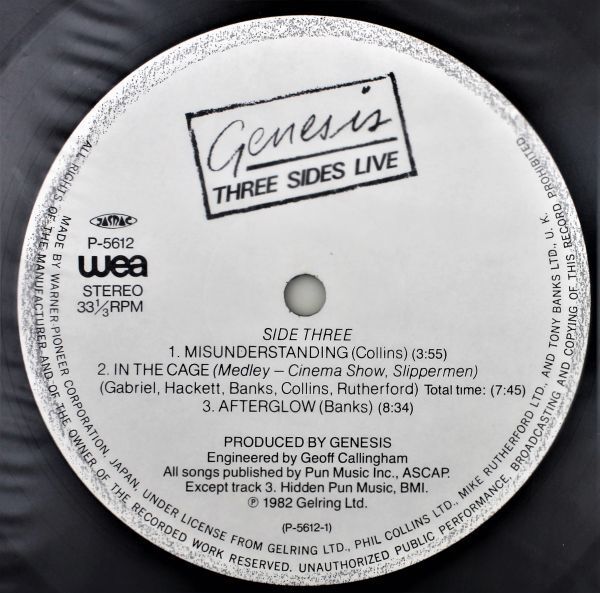 Genesis
THREE SIDES LIVE
JASRAC
P-5612
wea
STEREO
33 1/3 RPM
SIDE THREE
1. MISUNDERSTANDING (Collins) (3:55)
2. IN THE CAGE (Medley – Cinema Show, Slippermen)
(Gabriel, Hackett, Banks, Collins, Rutherford) Total time: (7:45)
3. AFTERGLOW (Banks) (8:34)
PRODUCED BY GENESIS
Engineered by Geoff Callingham
All songs published by Pun Music Inc., ASCAP.
Except track 3. Hidden Pun Music, BMI.
℗ 1982 Gelring Ltd.
(P-5612-1)
MADE BY WARNER-PIONEER CORPORATION, JAPAN, UNDER LICENSE FROM GELRING LTD., PHIL COLLINS LTD., MIKE RUTHERFORD LTD., AND TONY BANKS LTD., U. K.
ALL RIGHTS OF THE MANUFACTURER AND OF THE OWNER OF THE RECORDED WORK RESERVED. UNAUTHORIZED PUBLIC PERFORMANCE, BROADCASTING AND COPYING OF THIS RECORD PROHIBITED